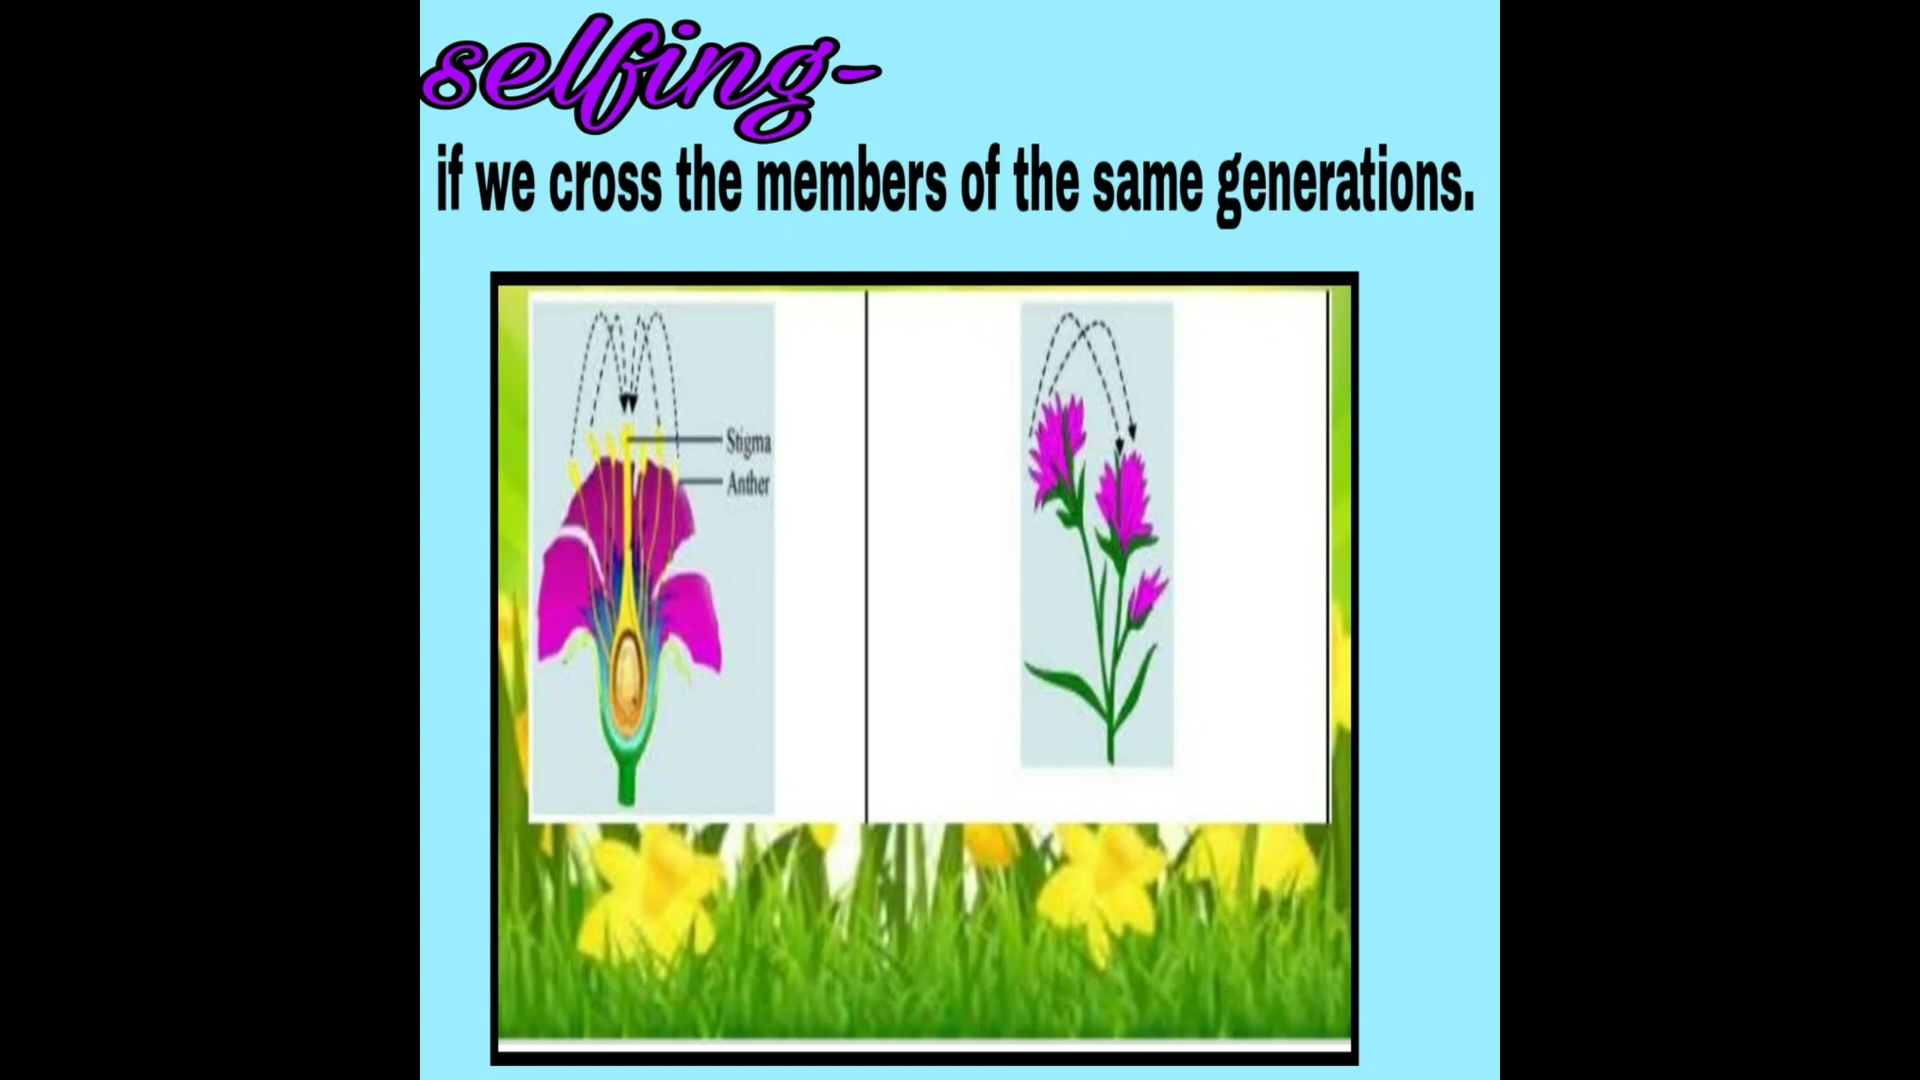 selfing-
if we cross the members of the same generations.
Stigma
Anther